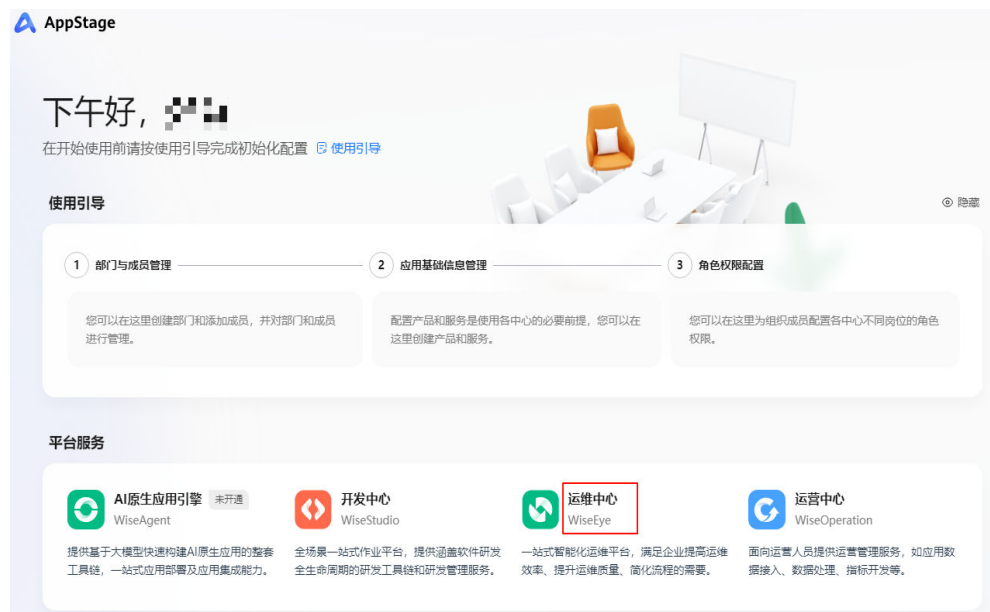 AppStage
下午好，
在开始使用前请按使用引导完成初始化配置 使用引导
使用引导
隐藏
1 部门与成员管理
2 应用基础信息管理
3 角色权限配置
您可以在这里创建部门和添加成员，并对部门和成员
进行管理。
配置产品和服务是使用各中心的必要前提，您可以在
这里创建产品和服务。
您可以在这里为组织成员配置各中心不同岗位的角色
权限。
平台服务
AI原生应用引擎 未开通
WiseAgent
提供基于大模型快速构建AI原生应用的整套
工具链，一站式应用部署及应用集成能力。
开发中心
WiseStudio
全场景一站式作业平台，提供涵盖软件研发
全生命周期的研发工具链和研发管理服务。
运维中心
WiseEye
一站式智能化运维平台，满足企业提高运维
效率、提升运维质量、简化流程的需要。
运营中心
WiseOperation
面向运营人员提供运营管理服务，如应用数
据接入、数据处理、指标开发等。